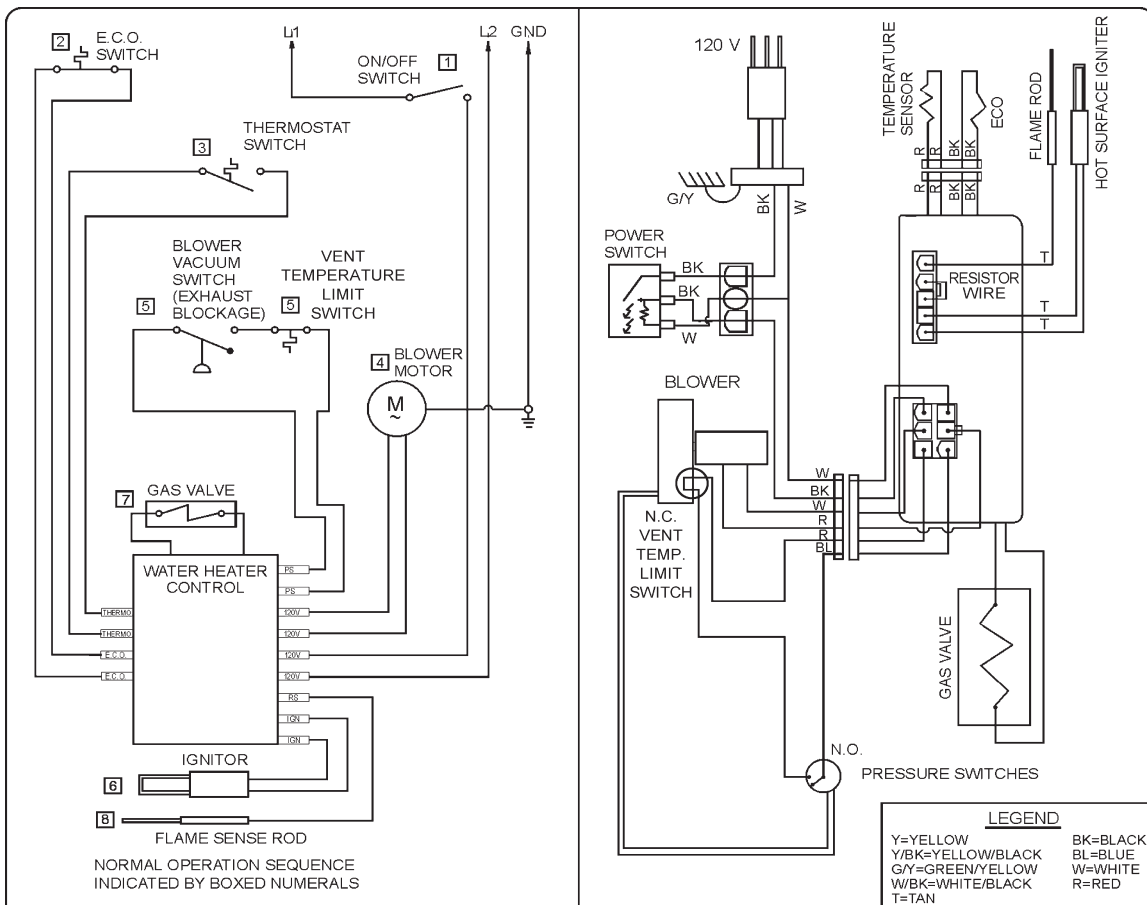 2
E.C.O.
SWITCH
L1
L2
GND
ON/OFF
SWITCH
1
THERMOSTAT
SWITCH
3
BLOWER
VACUUM
SWITCH
(EXHAUST
BLOCKAGE)
5
VENT
TEMPERATURE
LIMIT
SWITCH
5
4
BLOWER
MOTOR
M
~
7
GAS VALVE
WATER HEATER
CONTROL
THERMO
THERMO
E.C.O.
E.C.O.
PS
PS
120V
120V
120V
120V
RS
IGN
IGN
IGNITOR
6
8
FLAME SENSE ROD
NORMAL OPERATION SEQUENCE
INDICATED BY BOXED NUMERALS
120 V
G/Y
BK
W
POWER
SWITCH
BK
BK
W
TEMPERATURE
SENSOR
ECO
R
R
BK
BK
R
R
BK
BK
FLAME ROD
HOT SURFACE IGNITER
RESISTOR
WIRE
T
T
T
BLOWER
N.C.
VENT
TEMP.
LIMIT
SWITCH
W
BK
W
R
R
BL
GAS VALVE
N.O.
PRESSURE SWITCHES
LEGEND
Y=YELLOW
Y/BK=YELLOW/BLACK
G/Y=GREEN/YELLOW
W/BK=WHITE/BLACK
T=TAN
BK=BLACK
BL=BLUE
W=WHITE
R=RED